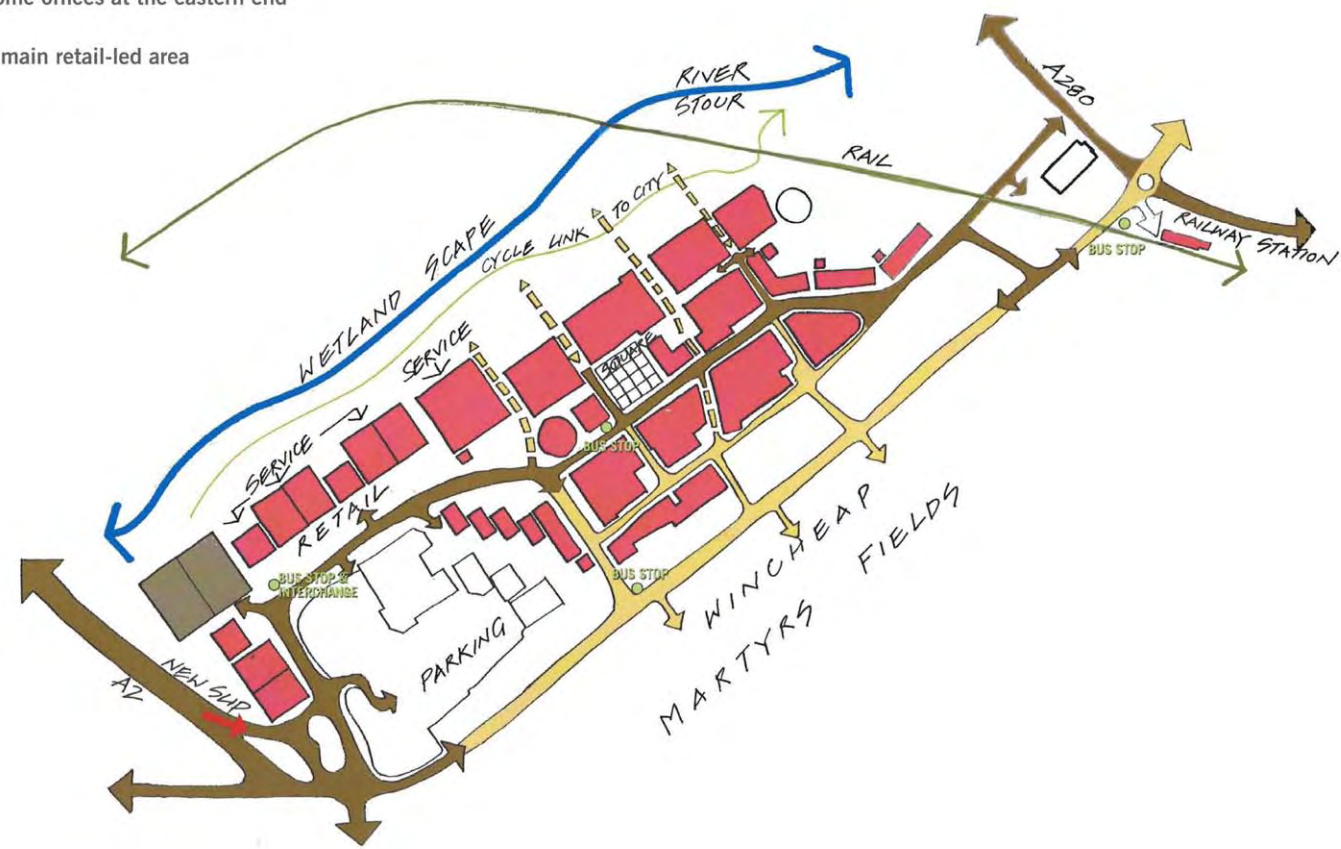 ome offices at the eastern end
main retail-led area
RIVER
STOUR
A280
RAIL
RAILWAY STATION
BUS STOP
WETLAND SCAPE
CYCLE LINK TO CITY
SERVICE
SQUARE
BUS STOP
SERVICE
RETAIL
BUS STOP &
INTERCHANGE
BUS STOP
PARKING
WINCHEAP
MARTYRS FIELDS
NEW SLIP
A2